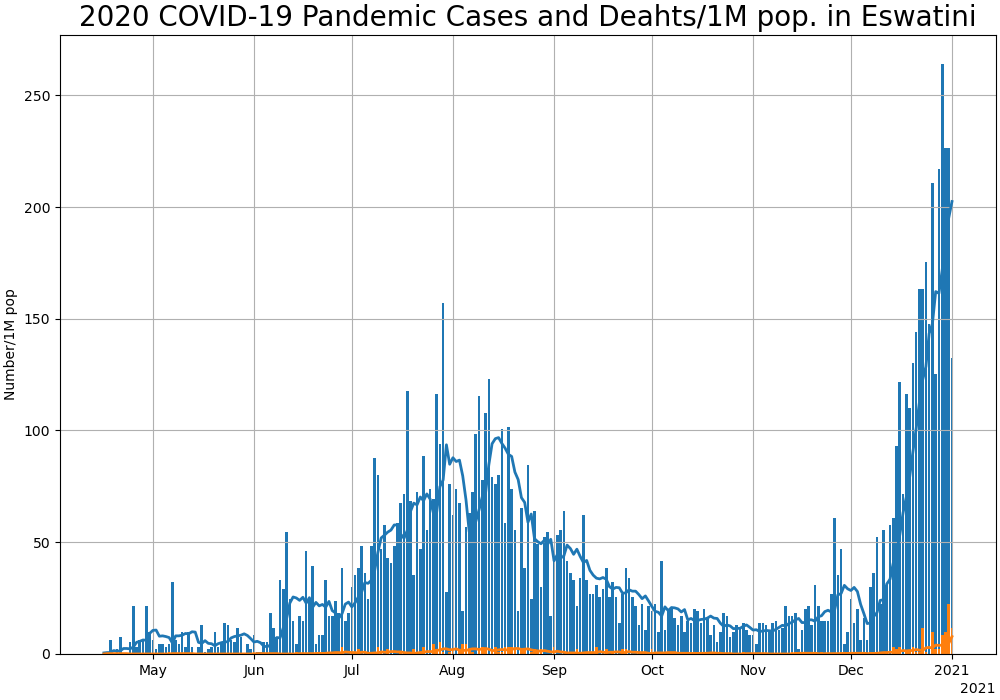 2020 COVID-19 Pandemic Cases and Deahts/1M pop. in Eswatini
Number/1M pop
250
200
150
100
50
0
May Jun Jul Aug Sep Oct Nov Dec 2021
2021